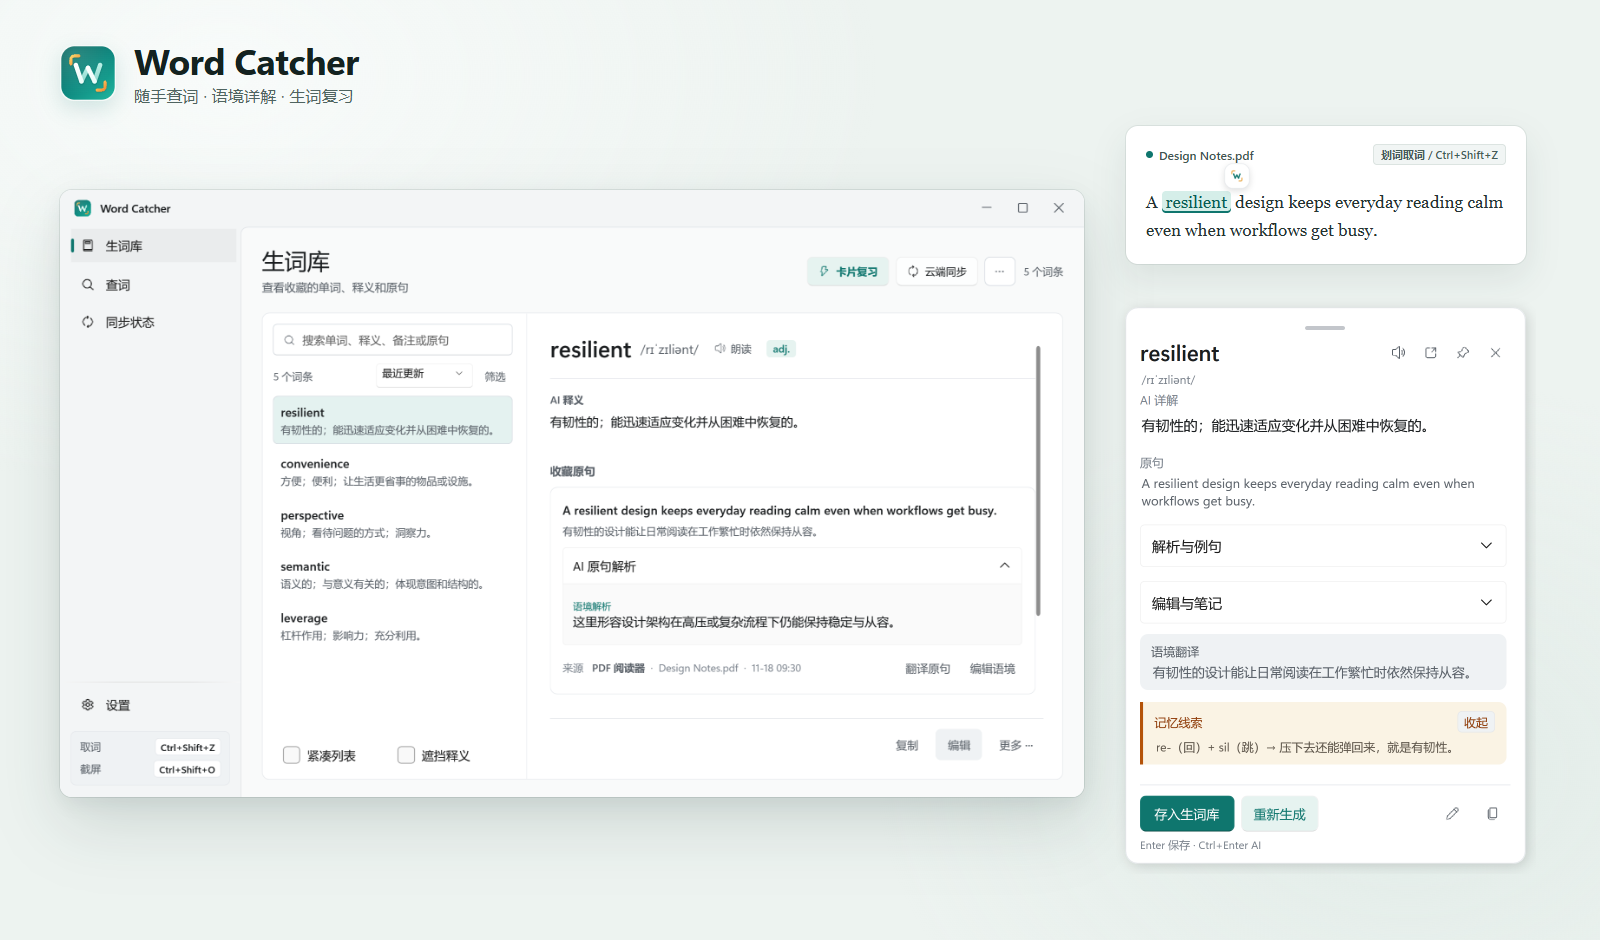 Word Catcher
随手查词 · 语境详解 · 生词复习
Word Catcher
生词库
查词
同步状态
设置
取词 Ctrl+Shift+Z
截屏 Ctrl+Shift+O
生词库
查看收藏的单词、释义和原句
卡片复习
云端同步
···
5 个词条
搜索单词、释义、备注或原句
5 个词条
最近更新
筛选
resilient
有韧性的；能迅速适应变化并从困难中恢复的。
convenience
方便；便利；让生活更省事的物品或设施。
perspective
视角；看待问题的方式；洞察力。
semantic
语义的；与意义有关的；体现意图和结构的。
leverage
杠杆作用；影响力；充分利用。
紧凑列表
遮挡释义
resilient /rɪˈzɪliənt/ 朗读 adj.
AI 释义
有韧性的；能迅速适应变化并从困难中恢复的。
收藏原句
A resilient design keeps everyday reading calm even when workflows get busy.
有韧性的设计能让日常阅读在工作繁忙时依然保持从容。
AI 原句解析
语境解析
这里形容设计架构在高压或复杂流程下仍能保持稳定与从容。
来源 PDF 阅读器 · Design Notes.pdf · 11-18 09:30
翻译原句
编辑语境
复制
编辑
更多 ···
Design Notes.pdf
划词取词 / Ctrl+Shift+Z
W
A resilient design keeps everyday reading calm
even when workflows get busy.
resilient
/rɪˈzɪliənt/
AI 详解
有韧性的；能迅速适应变化并从困难中恢复的。
原句
A resilient design keeps everyday reading calm even when
workflows get busy.
解析与例句
编辑与笔记
语境翻译
有韧性的设计能让日常阅读在工作繁忙时依然保持从容。
记忆线索
收起
re-（回）+ sil（跳）→ 压下去还能弹回来，就是有韧性。
存入生词库
重新生成
Enter 保存 · Ctrl+Enter AI